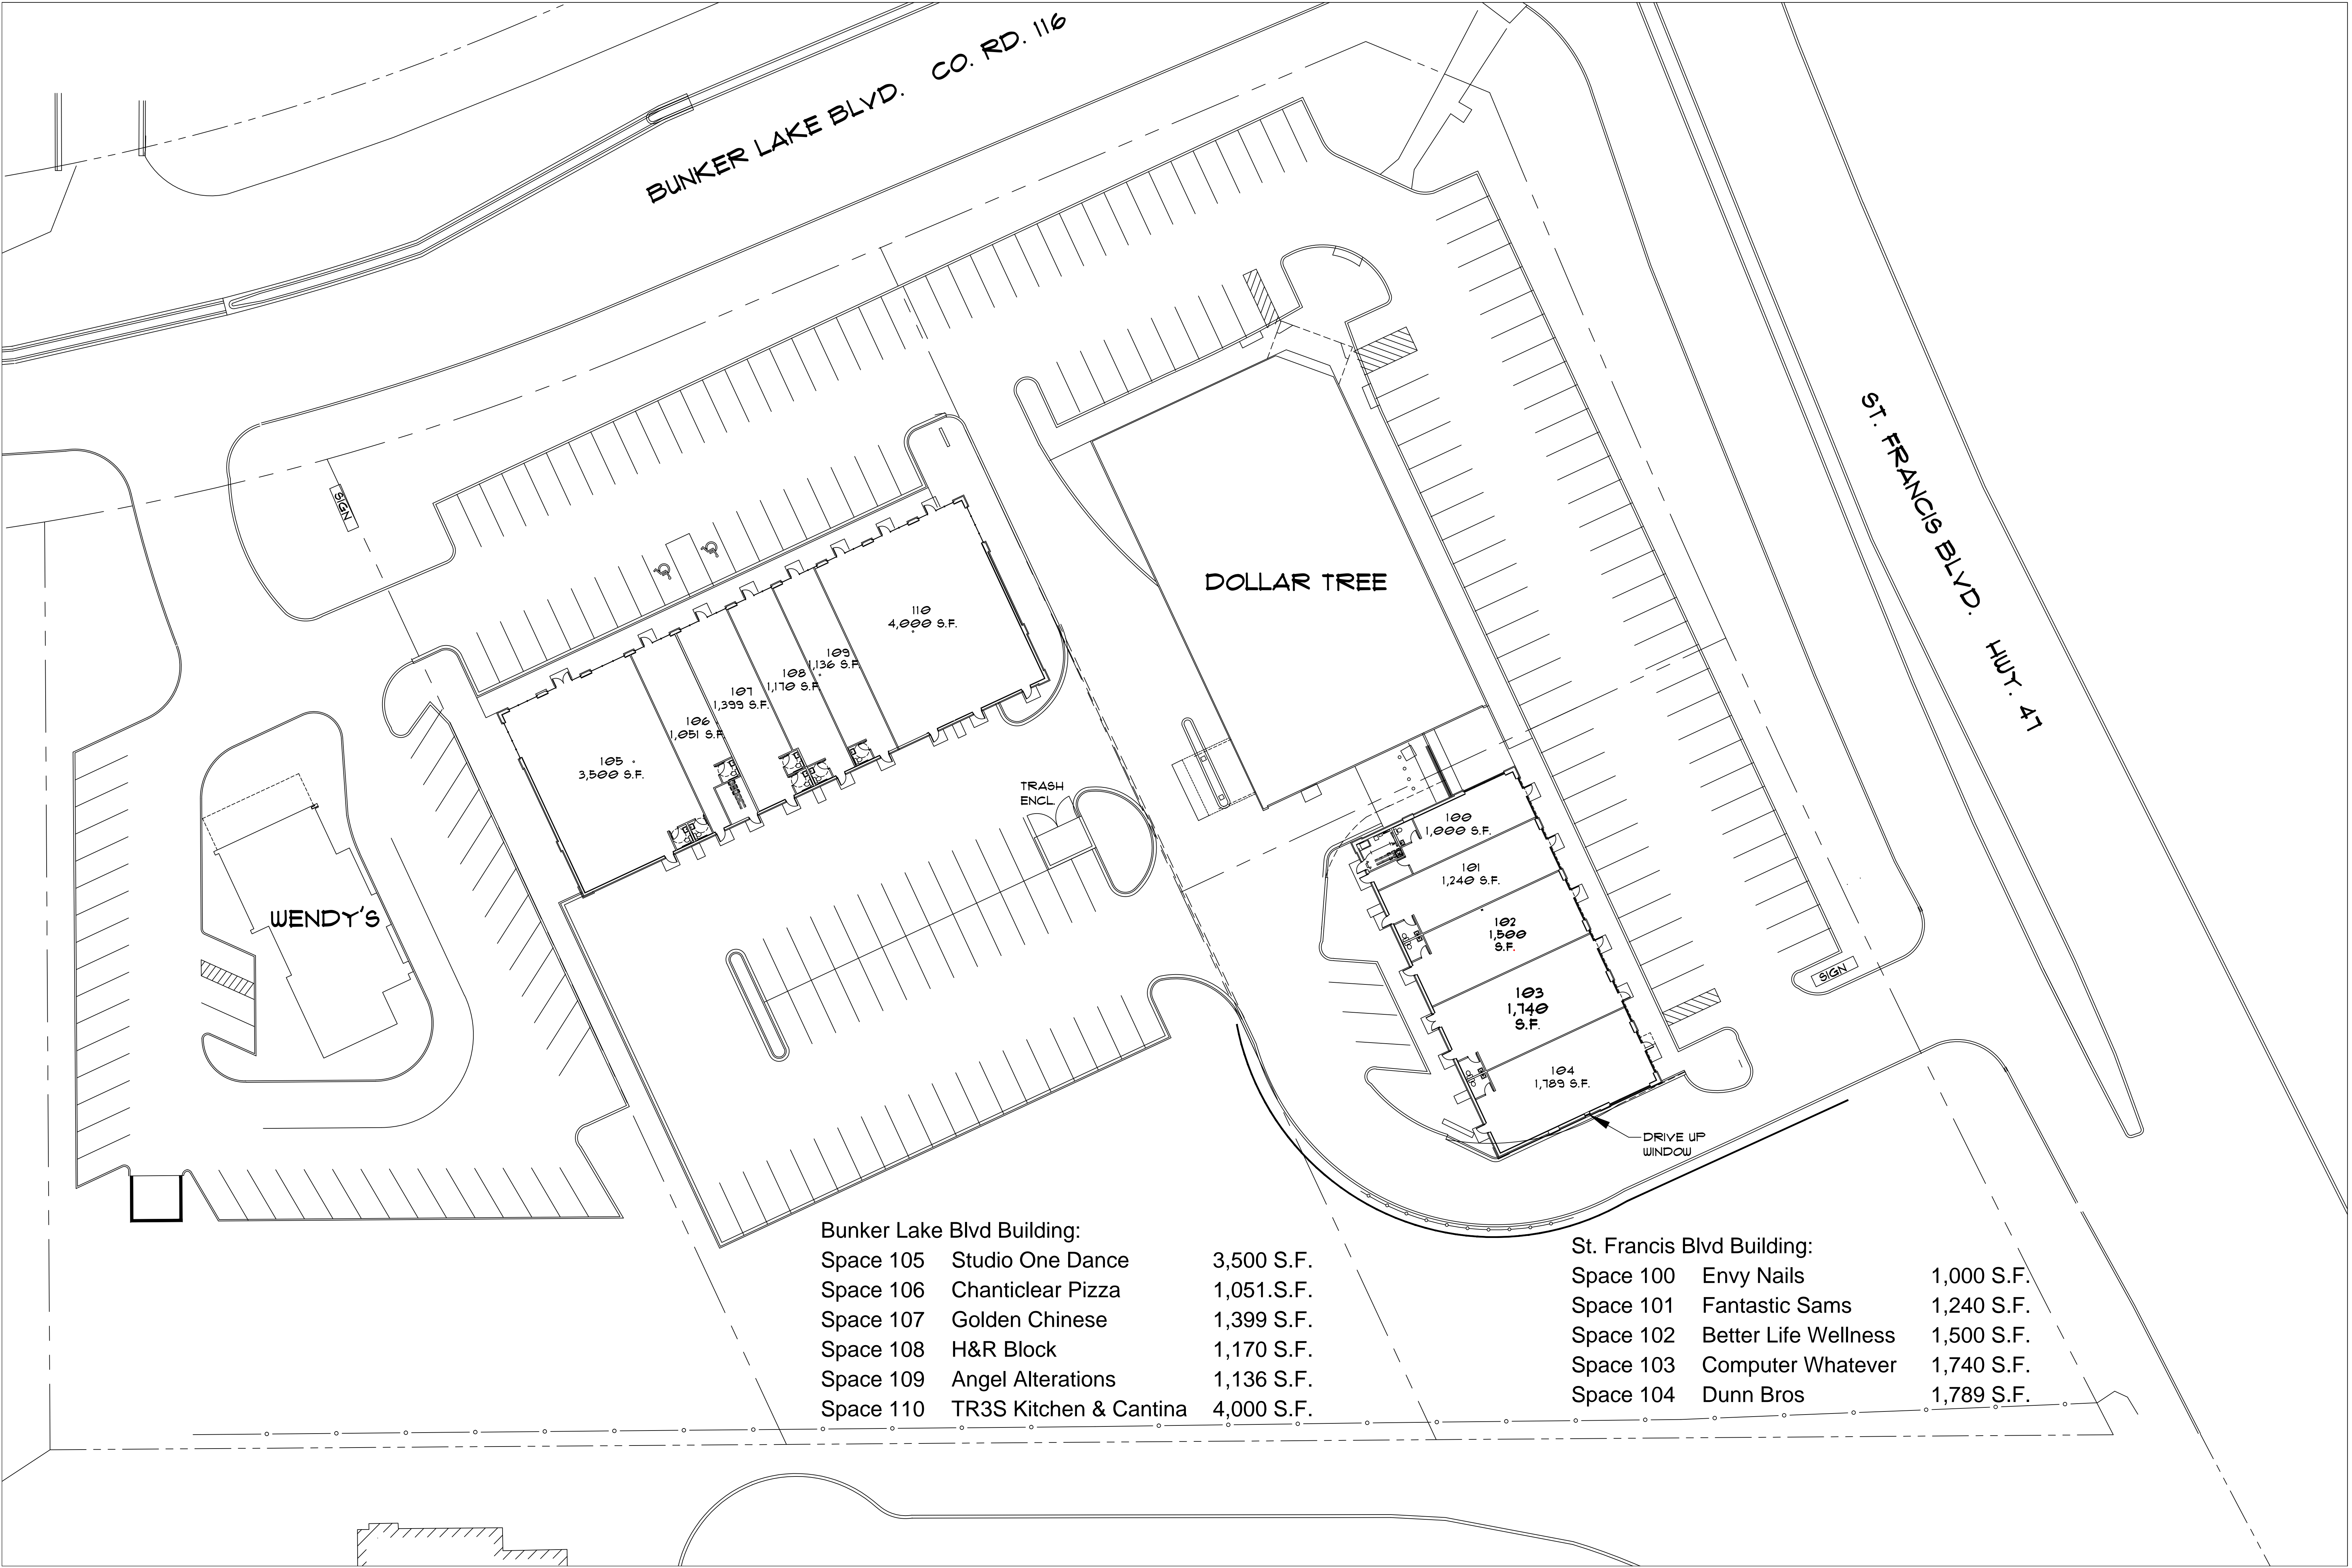 BUNKER LAKE BLVD. CO. RD. 116
ST. FRANCIS BLVD. HWY. 47
SIGN
DOLLAR TREE
110
4,000 S.F.
109
1,136 S.F.
108
1,170 S.F.
107
1,399 S.F.
106
1,051 S.F.
105
3,500 S.F.
TRASH
ENCL.
WENDY'S
100
1,000 S.F.
101
1,240 S.F.
102
1,500
S.F.
103
1,740
S.F.
104
1,789 S.F.
SIGN
DRIVE UP
WINDOW
Bunker Lake Blvd Building:
Space 105 Studio One Dance 3,500 S.F.
Space 106 Chanticlear Pizza 1,051.S.F.
Space 107 Golden Chinese 1,399 S.F.
Space 108 H&R Block 1,170 S.F.
Space 109 Angel Alterations 1,136 S.F.
Space 110 TR3S Kitchen & Cantina 4,000 S.F.
St. Francis Blvd Building:
Space 100 Envy Nails 1,000 S.F.
Space 101 Fantastic Sams 1,240 S.F.
Space 102 Better Life Wellness 1,500 S.F.
Space 103 Computer Whatever 1,740 S.F.
Space 104 Dunn Bros 1,789 S.F.